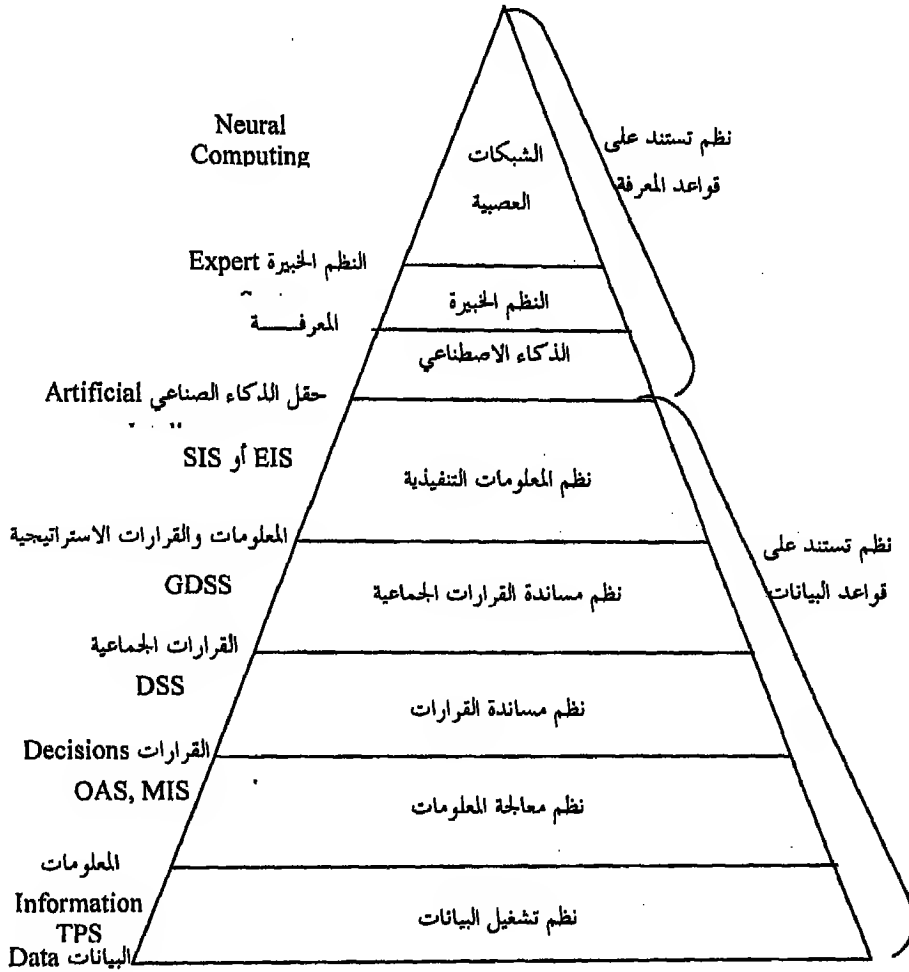 Neural
Computing
الشبكات
العصبية
نظم تستند على
قواعد المعرفة
النظم الخبيرة Expert
النظم الخبيرة
المعرفـــــة
الذكاء الاصطناعي
حقل الذكاء الصناعي Artificial
EIS أو SIS
نظم المعلومات التنفيذية
المعلومات والقرارات الاستراتيجية
نظم تستند على
قواعد البيانات
GDSS
نظم مساندة القرارات الجماعية
القرارات الجماعية
DSS
نظم مساندة القرارات
القرارات Decisions
OAS, MIS
نظم معالجة المعلومات
المعلومات
Information
TPS
نظم تشغيل البيانات
البيانات Data